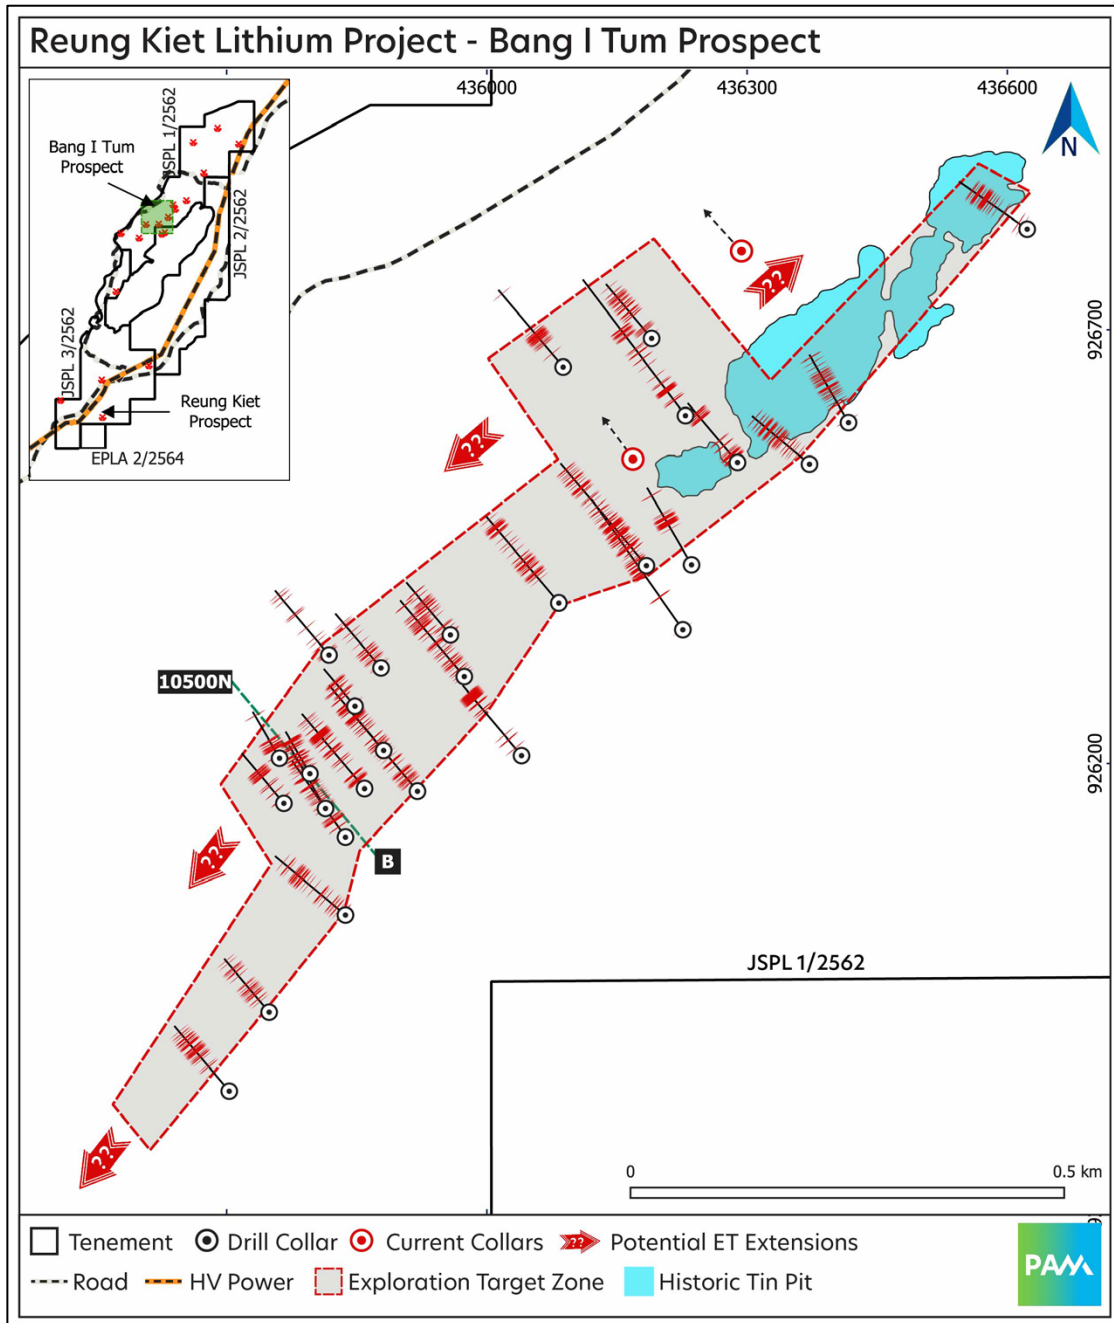 Reung Kiet Lithium Project - Bang I Tum Prospect
436000
436300
436600
N
Bang I Tum
Prospect
JSPL 1/2562
JSPL 2/2562
JSPL 3/2562
Reung Kiet
Prospect
EPLA 2/2564
??
926700
??
10500N
926200
??
B
JSPL 1/2562
??
0
0.5 km
Tenement
Drill Collar
Current Collars
??
Potential ET Extensions
Road
HV Power
Exploration Target Zone
Historic Tin Pit
PAM